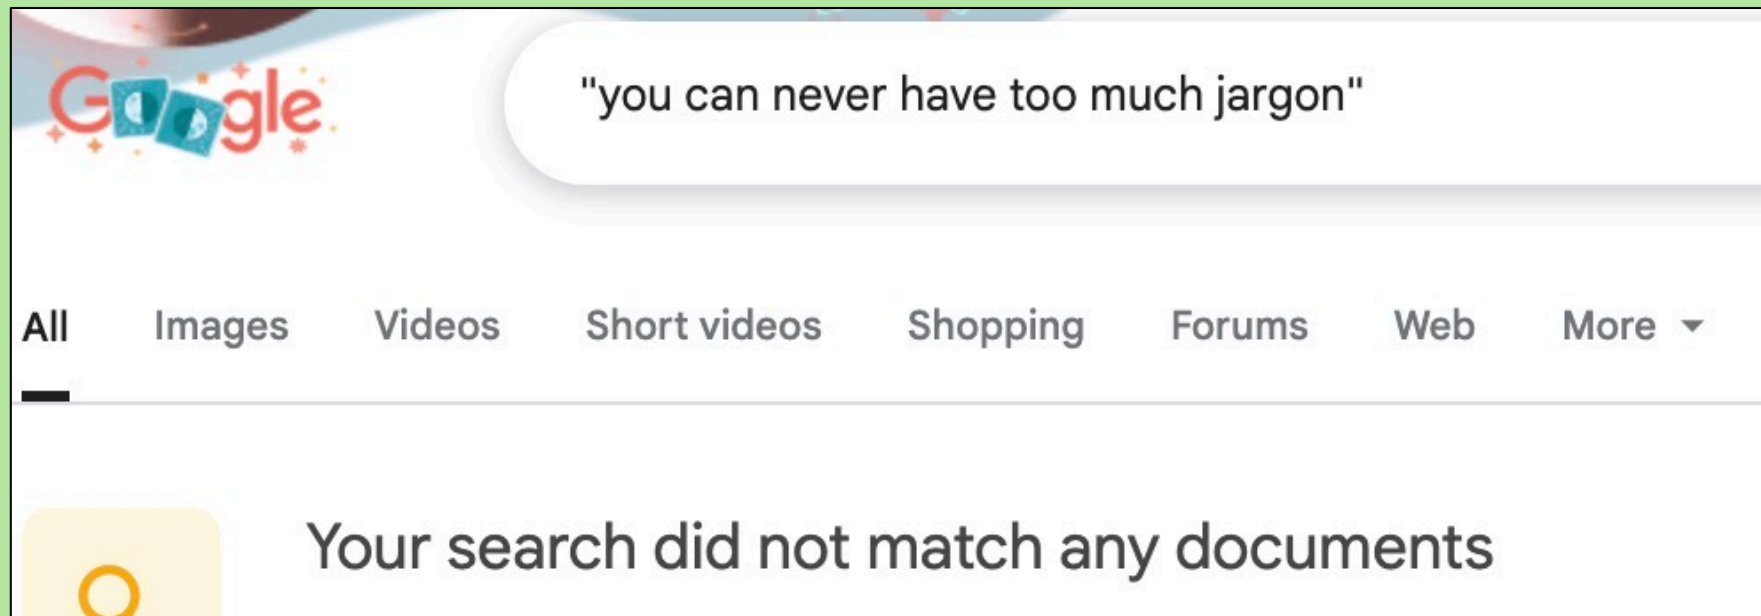 Google
"you can never have too much jargon"
All Images Videos Short videos Shopping Forums Web More
Your search did not match any documents